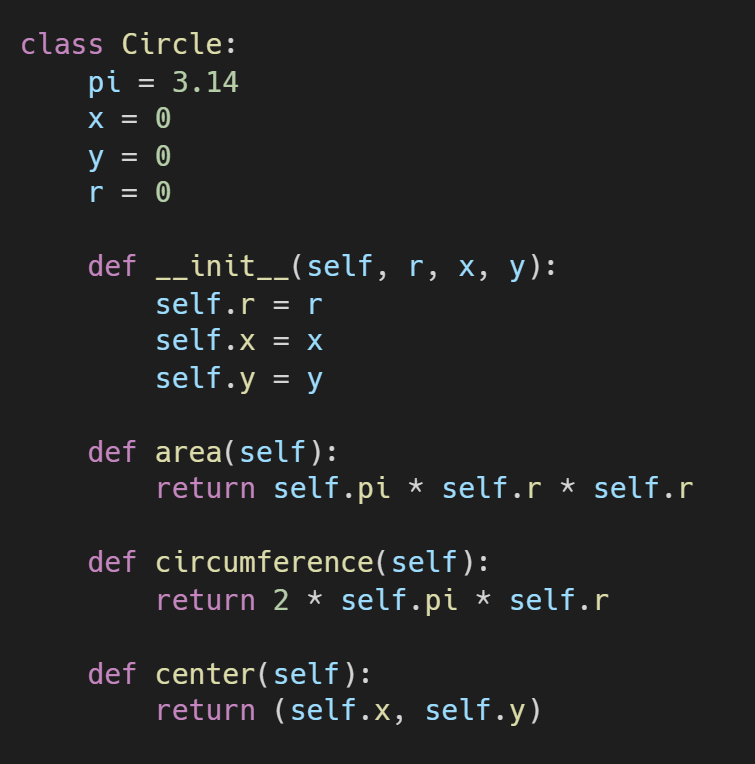 class Circle:
    pi = 3.14
    x = 0
    y = 0
    r = 0

    def __init__(self, r, x, y):
        self.r = r
        self.x = x
        self.y = y

    def area(self):
        return self.pi * self.r * self.r

    def circumference(self):
        return 2 * self.pi * self.r

    def center(self):
        return (self.x, self.y)